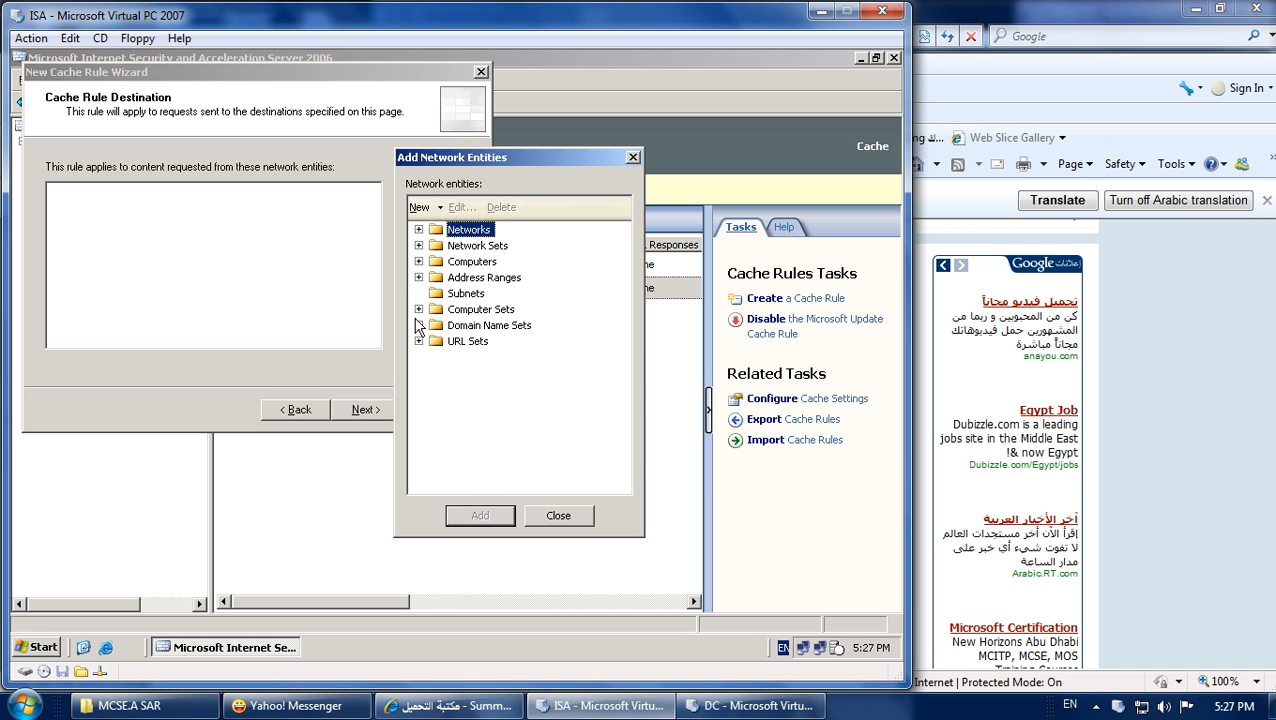 ISA - Microsoft Virtual PC 2007
Action Edit CD Floppy Help
Microsoft Internet Security and Acceleration Server 2006
New Cache Rule Wizard
Cache Rule Destination
This rule will apply to requests sent to the destinations specified on this page.
This rule applies to content requested from these network entities:
< Back Next >
Add Network Entities
Network entities:
New Edit... Delete
Networks
Network Sets
Computers
Address Ranges
Subnets
Computer Sets
Domain Name Sets
URL Sets
Add Close
Cache
Responses
Tasks Help
Cache Rules Tasks
Create a Cache Rule
Disable the Microsoft Update
Cache Rule
Related Tasks
Configure Cache Settings
Export Cache Rules
Import Cache Rules
Start Microsoft Internet Se... EN 5:27 PM
Google
Sign In
Web Slice Gallery
Page Safety Tools
Translate Turn off Arabic translation
إعلانات Google
تحميل فيديو مجاناً
كن من المحبوبين و ربما من
المشهورين حمل فيديوهاتك
مجاناً مباشرة
anayou.com
Egypt Job
Dubizzle.com is a leading
jobs site in the Middle East
!& now Egypt
Dubizzle.com/Egypt/jobs
آخر الأخبار العربية
إقرأ الآن أخر مستجدات العالم
لا تفوت شيء أي خبر على
مدار الساعة
Arabic.RT.com
Microsoft Certification
New Horizons Abu Dhabi
MCITP, MCSE, MOS
Internet | Protected Mode: On 100%
MCSE.A SAR Yahoo! Messenger مكتبة التحميل - Summ... ISA - Microsoft Virtu... DC - Microsoft Virtua... EN 5:27 PM